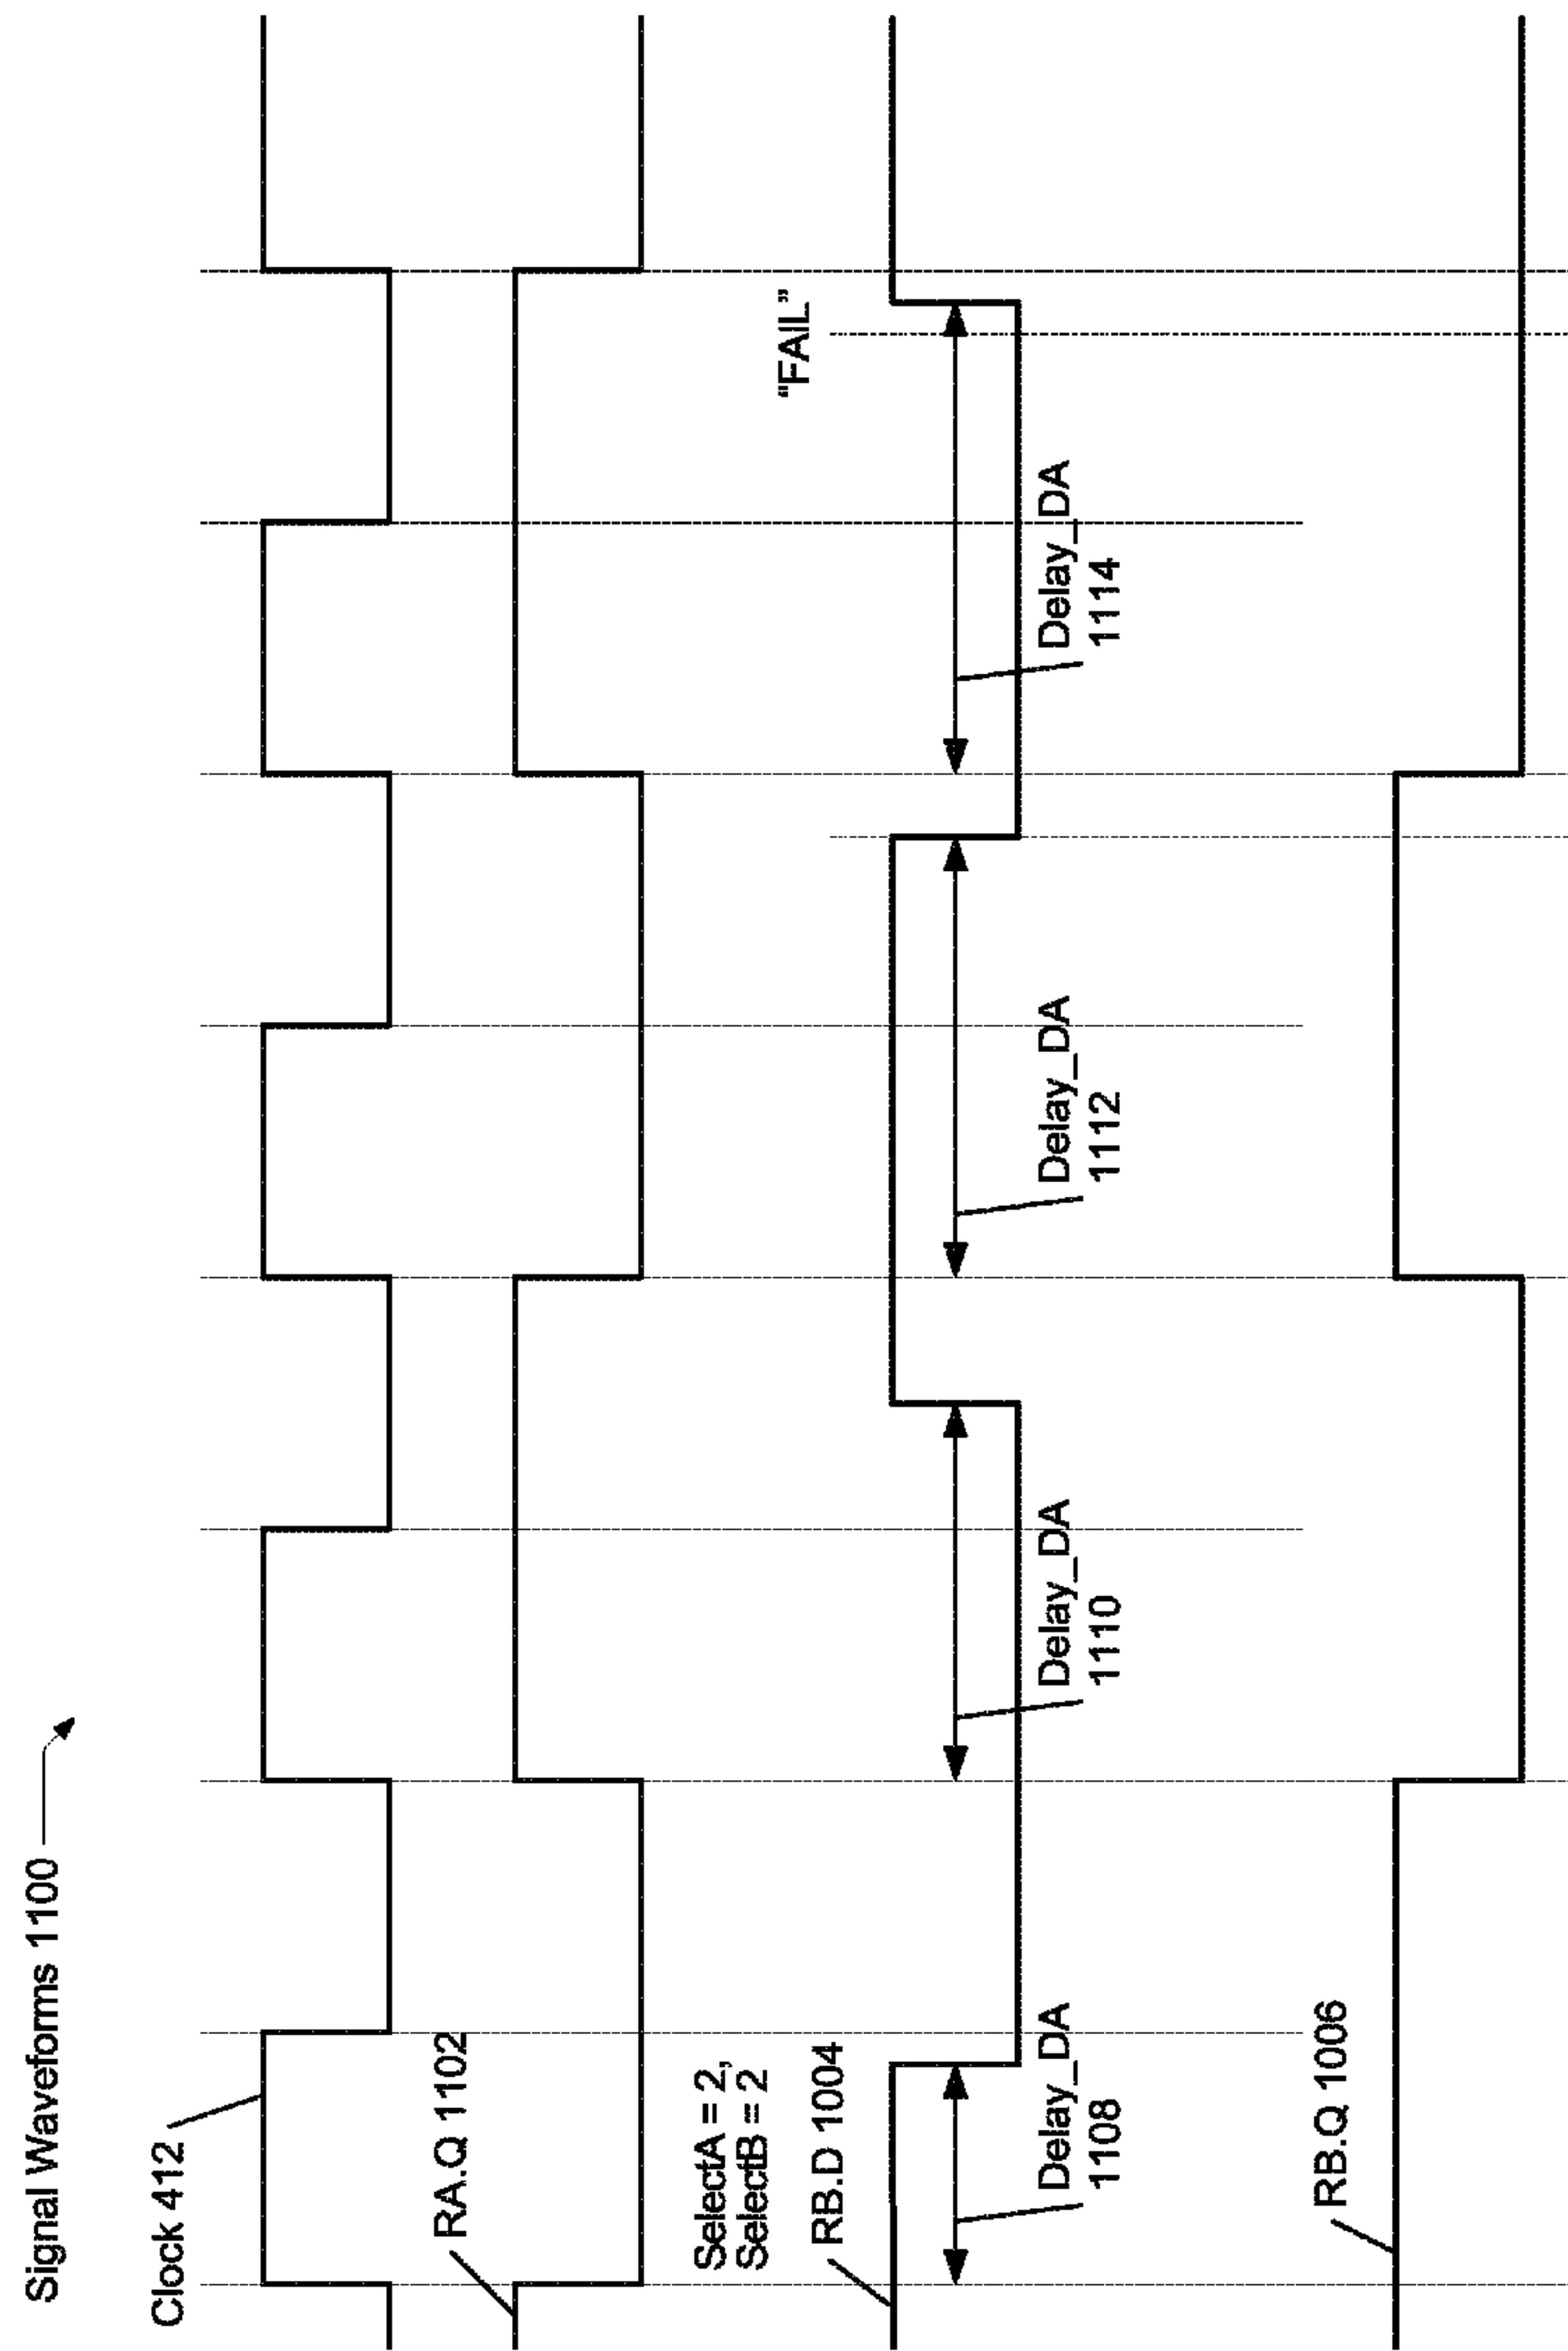 Signal Waveforms 1100
Clock 412
RA.Q 1102
SelectA = 2,
SelectB = 2
RB.D 1004
"FAIL"
Delay_DA
1108
Delay_DA
1110
Delay_DA
1112
Delay_DA
1114
RB.Q 1006